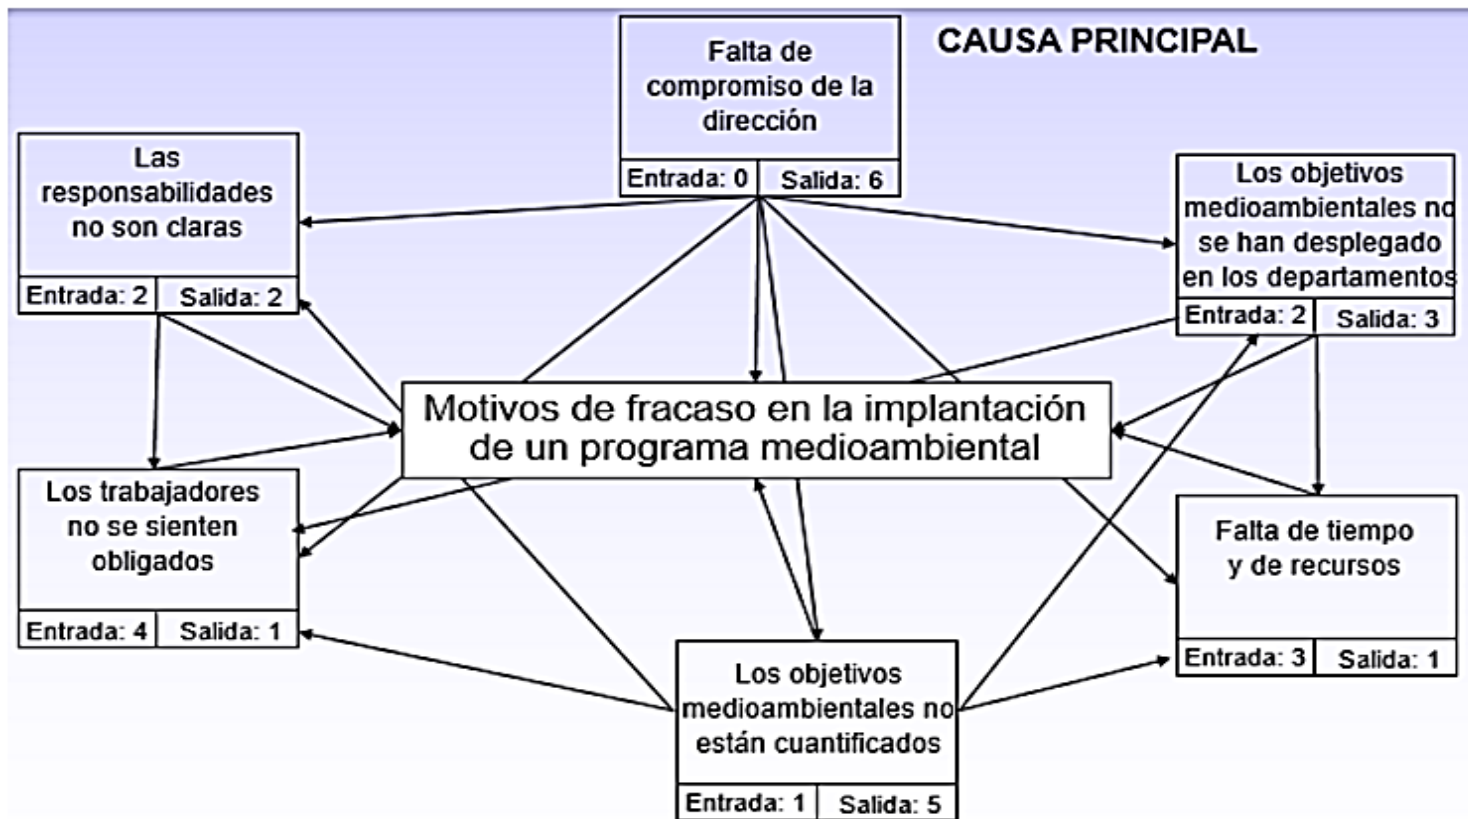 CAUSA PRINCIPAL
Falta de
compromiso de la
dirección
Entrada: 0
Salida: 6
Las
responsabilidades
no son claras
Entrada: 2
Salida: 2
Los objetivos
medioambientales no
se han desplegado
en los departamentos
Entrada: 2
Salida: 3
Motivos de fracaso en la implantación
de un programa medioambiental
Los trabajadores
no se sienten
obligados
Entrada: 4
Salida: 1
Falta de tiempo
y de recursos
Entrada: 3
Salida: 1
Los objetivos
medioambientales no
están cuantificados
Entrada: 1
Salida: 5